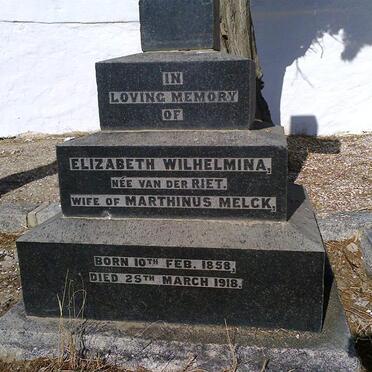 IN
LOVING MEMORY
OF
ELIZABETH WILHELMINA,
NÉE VAN DER RIET.
WIFE OF MARTHINUS MELCK,
BORN 10TH FEB. 1858,
DIED 25TH MARCH 1918.